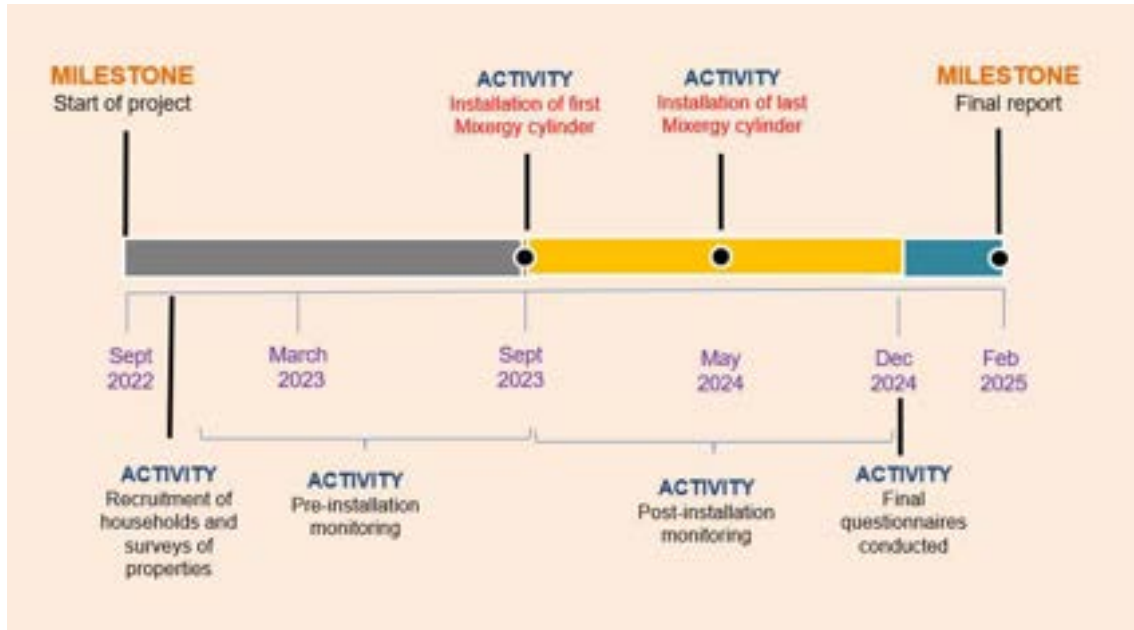 MILESTONE
Start of project
ACTIVITY
Installation of first
Mixergy cylinder
ACTIVITY
Installation of last
Mixergy cylinder
MILESTONE
Final report
Sept
2022
March
2023
Sept
2023
May
2024
Dec
2024
Feb
2025
ACTIVITY
Recruitment of
households and
surveys of
properties
ACTIVITY
Pre-installation
monitoring
ACTIVITY
Post-installation
monitoring
ACTIVITY
Final
questionnaires
conducted